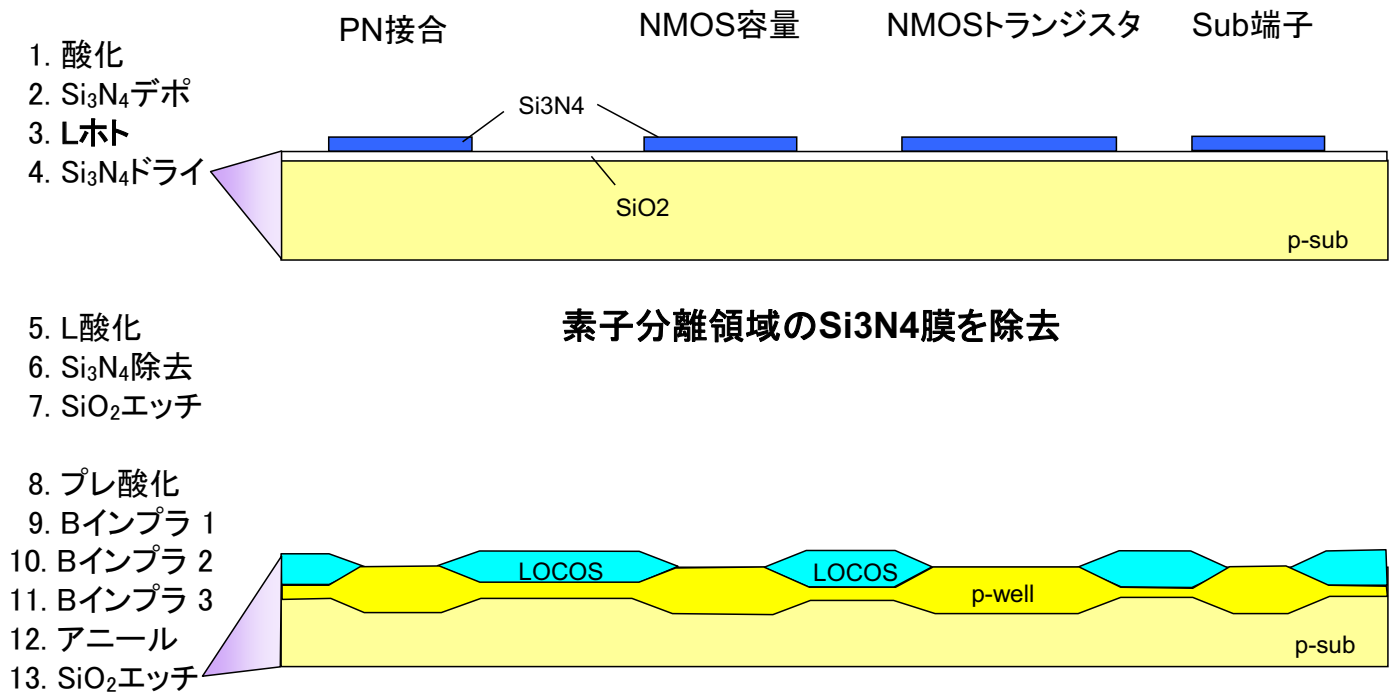 PN接合 NMOS容量 NMOSトランジスタ Sub端子
1. 酸化
2. Si₃N₄デポ
3. Lホト
4. Si₃N₄ドライ
Si3N4
SiO2
p-sub
素子分離領域のSi3N4膜を除去
5. L酸化
6. Si₃N₄除去
7. SiO₂エッチ
8. プレ酸化
9. Bインプラ 1
10. Bインプラ 2
11. Bインプラ 3
12. アニール
13. SiO₂エッチ
LOCOS LOCOS
p-well
p-sub